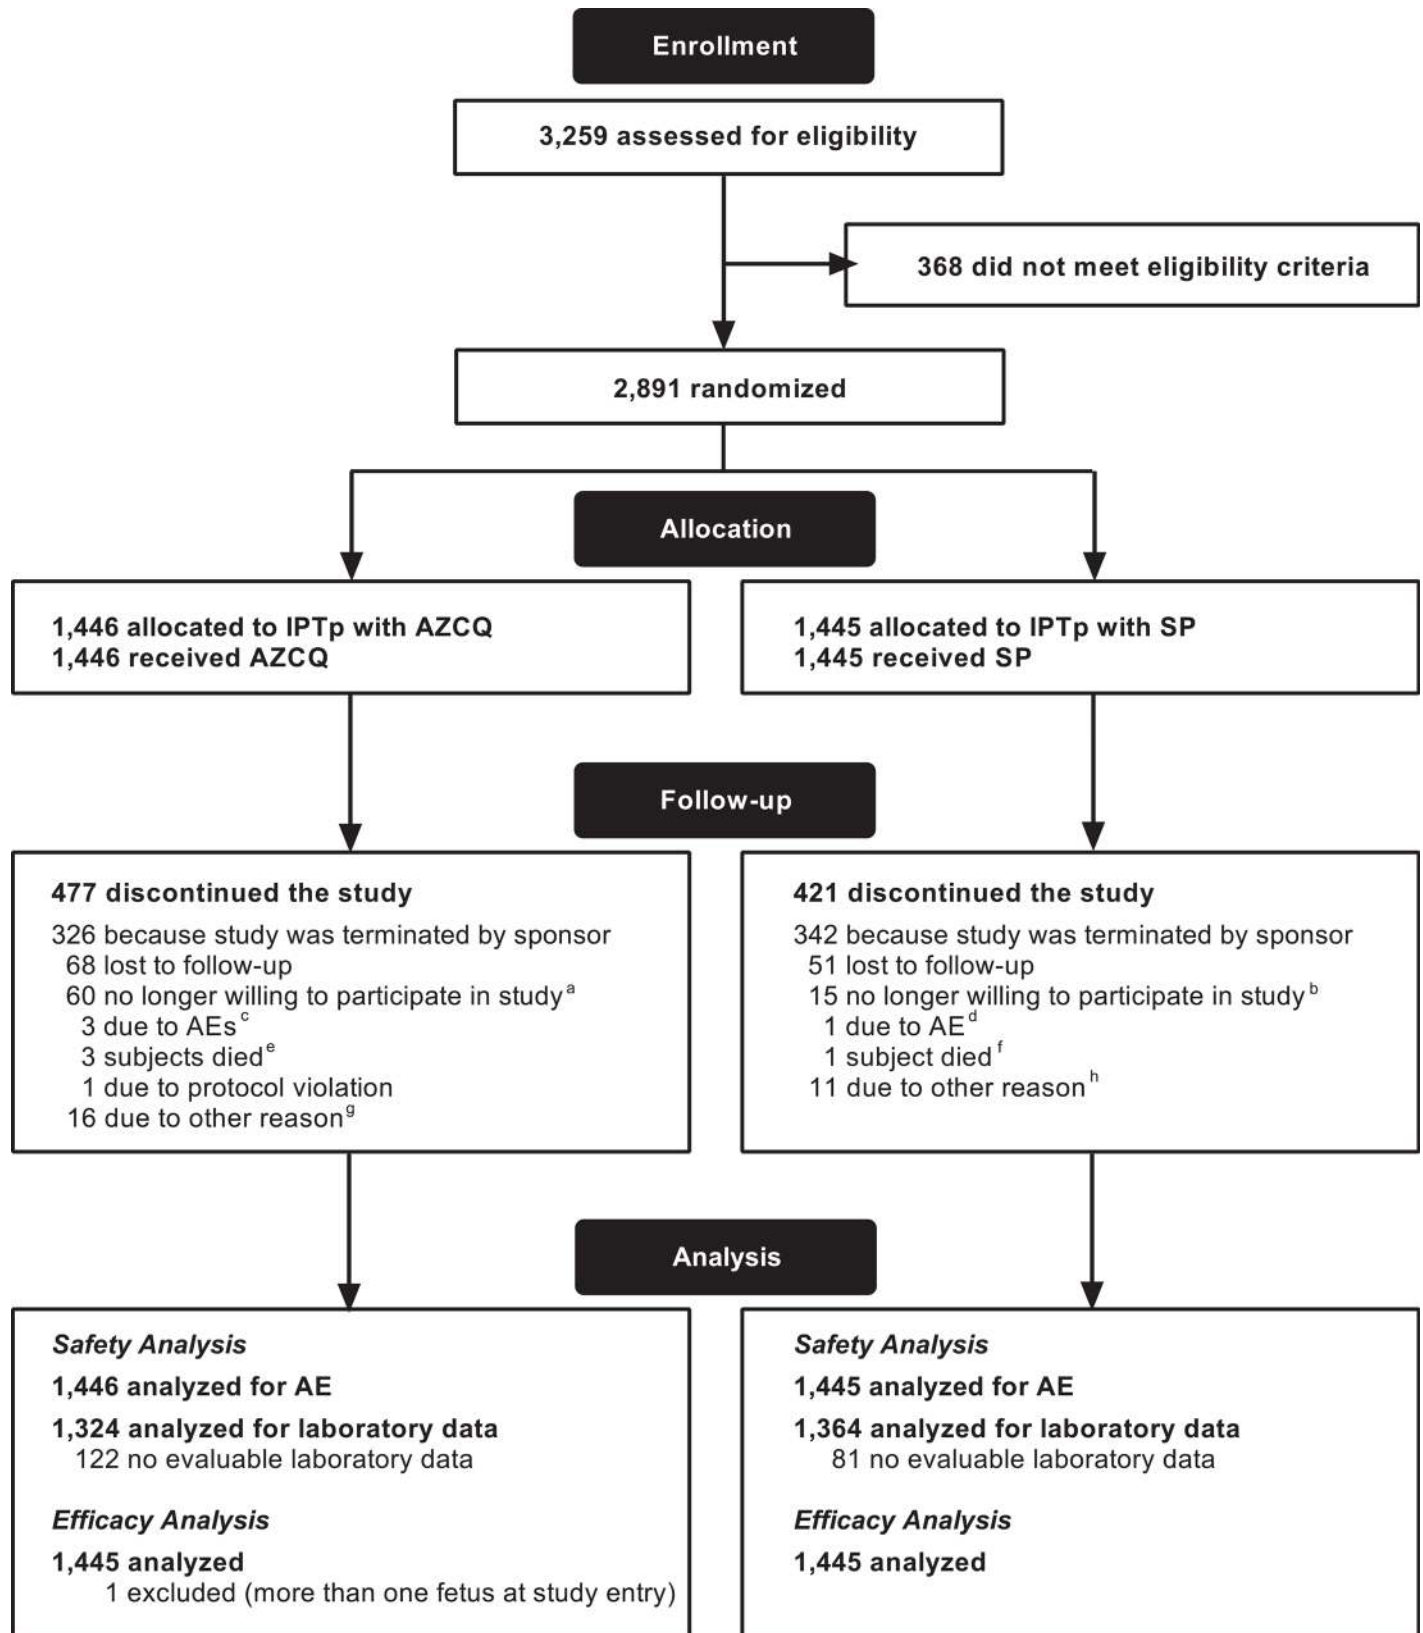 Enrollment
3,259 assessed for eligibility
368 did not meet eligibility criteria
2,891 randomized
Allocation
1,446 allocated to IPTp with AZCQ
1,446 received AZCQ
1,445 allocated to IPTp with SP
1,445 received SP
Follow-up
477 discontinued the study
326 because study was terminated by sponsor
68 lost to follow-up
60 no longer willing to participate in study a
3 due to AEs c
3 subjects died e
1 due to protocol violation
16 due to other reason g
421 discontinued the study
342 because study was terminated by sponsor
51 lost to follow-up
15 no longer willing to participate in study b
1 due to AE d
1 subject died f
11 due to other reason h
Analysis
Safety Analysis
1,446 analyzed for AE
1,324 analyzed for laboratory data
122 no evaluable laboratory data
Efficacy Analysis
1,445 analyzed
1 excluded (more than one fetus at study entry)
Safety Analysis
1,445 analyzed for AE
1,364 analyzed for laboratory data
81 no evaluable laboratory data
Efficacy Analysis
1,445 analyzed